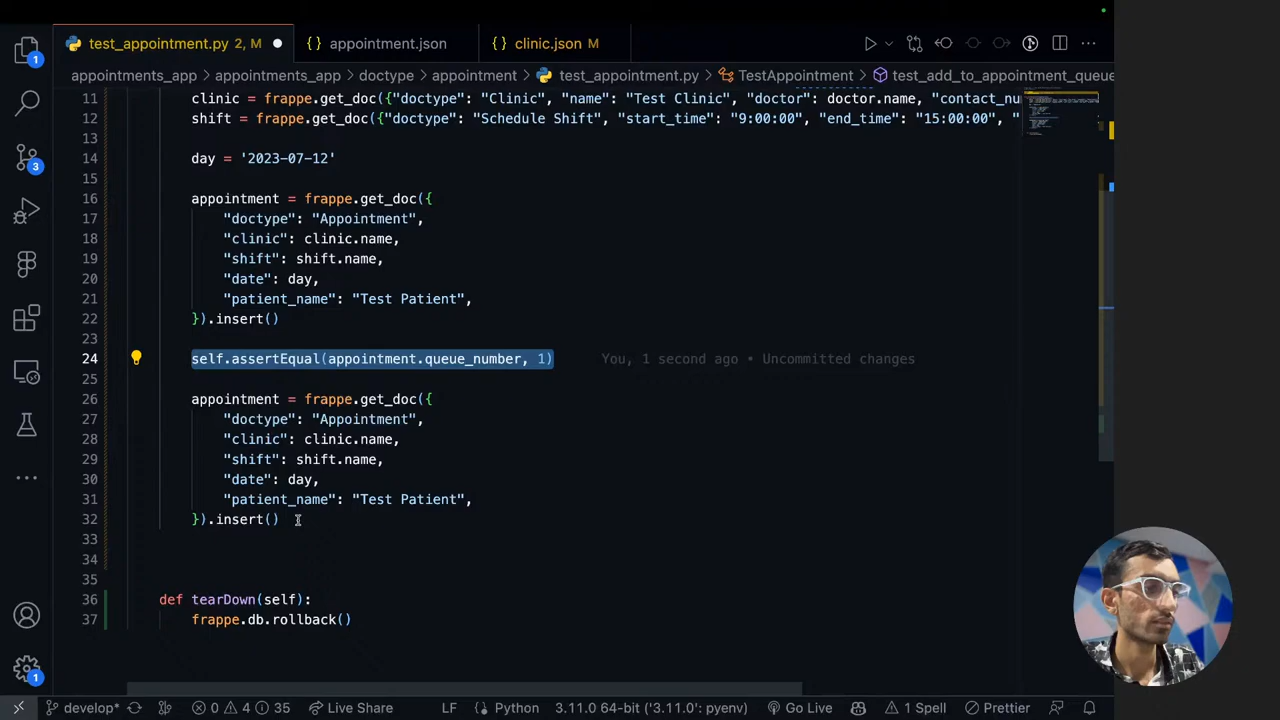 test_appointment.py 2, M
appointment.json
clinic.json M
appointments_app > appointments_app > doctype > appointment > test_appointment.py > TestAppointment > test_add_to_appointment_queue
11 clinic = frappe.get_doc({"doctype": "Clinic", "name": "Test Clinic", "doctor": doctor.name, "contact_nu
12 shift = frappe.get_doc({"doctype": "Schedule Shift", "start_time": "9:00:00", "end_time": "15:00:00", "
13
14 day = '2023-07-12'
15
16 appointment = frappe.get_doc({
17 "doctype": "Appointment",
18 "clinic": clinic.name,
19 "shift": shift.name,
20 "date": day,
21 "patient_name": "Test Patient",
22 }).insert()
23
24 self.assertEqual(appointment.queue_number, 1) You, 1 second ago • Uncommitted changes
25
26 appointment = frappe.get_doc({
27 "doctype": "Appointment",
28 "clinic": clinic.name,
29 "shift": shift.name,
30 "date": day,
31 "patient_name": "Test Patient",
32 }).insert()
33
34
35
36 def tearDown(self):
37 frappe.db.rollback()
1
3
1
develop* 0 4 35 Live Share LF {} Python 3.11.0 64-bit ('3.11.0': pyenv) Go Live 1 Spell Prettier